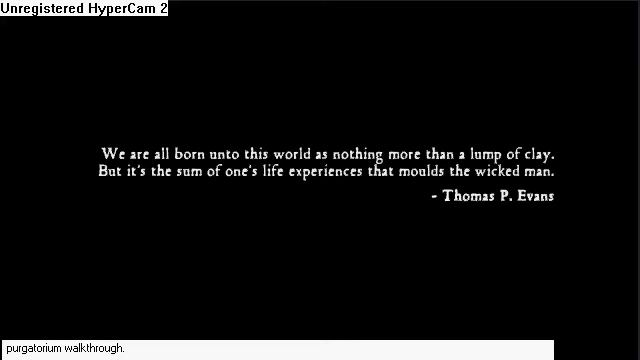 Unregistered HyperCam 2
We are all born unto this world as nothing more than a lump of clay.
But it's the sum of one's life experiences that moulds the wicked man.
- Thomas P. Evans
purgatorium walkthrough.